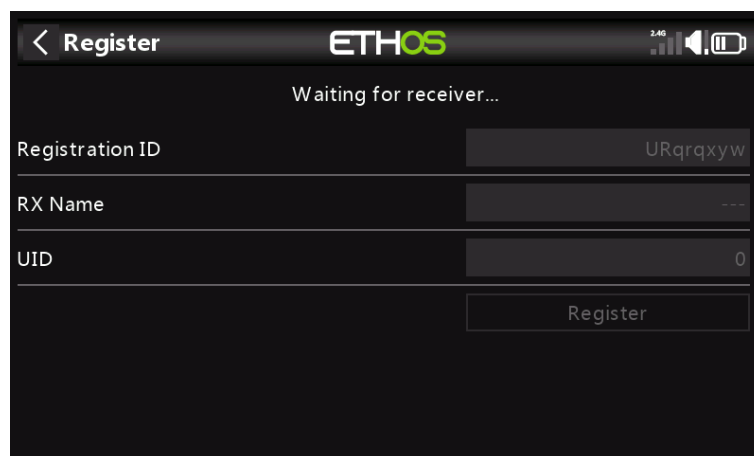 Register ETHOS 2.4G
Waiting for receiver...
Registration ID URqrqxyw
RX Name ---
UID 0
Register